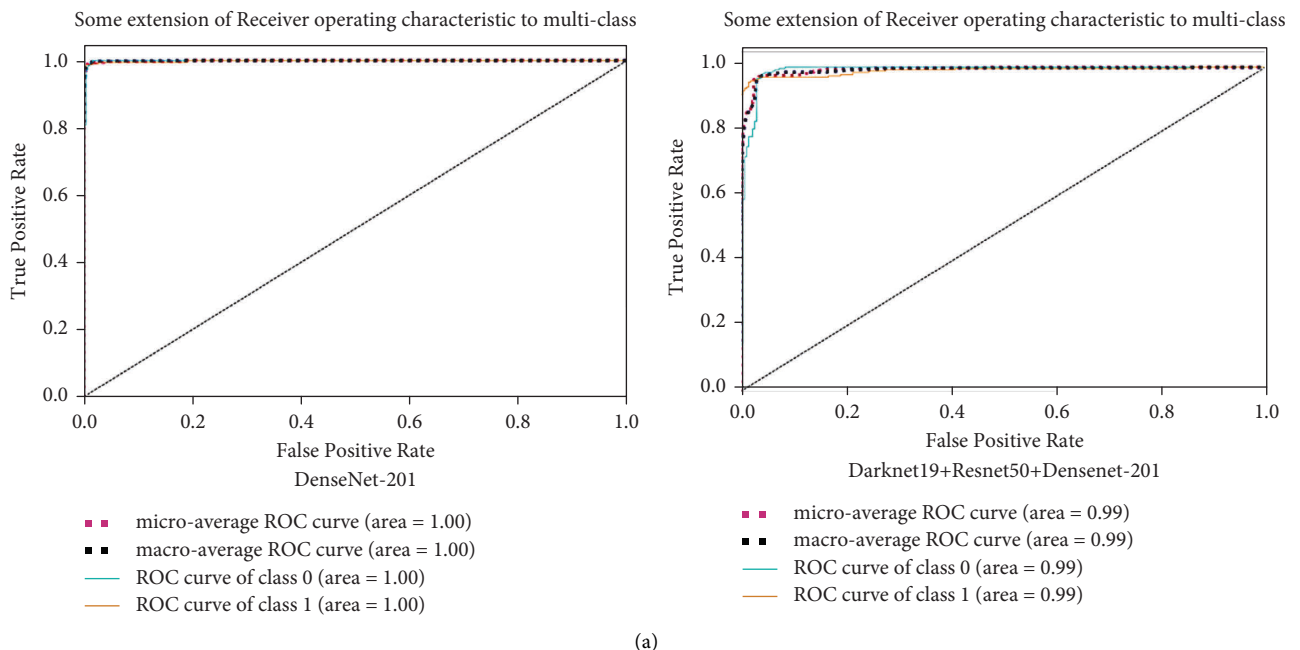 Some extension of Receiver operating characteristic to multi-class
1.0
0.8
0.6
0.4
0.2
0.0
True Positive Rate
0.0 0.2 0.4 0.6 0.8 1.0
False Positive Rate
DenseNet-201
micro-average ROC curve (area = 1.00)
macro-average ROC curve (area = 1.00)
ROC curve of class 0 (area = 1.00)
ROC curve of class 1 (area = 1.00)
Some extension of Receiver operating characteristic to multi-class
1.0
0.8
0.6
0.4
0.2
0.0
True Positive Rate
0.0 0.2 0.4 0.6 0.8 1.0
False Positive Rate
Darknet19+Resnet50+Densenet-201
micro-average ROC curve (area = 0.99)
macro-average ROC curve (area = 0.99)
ROC curve of class 0 (area = 0.99)
ROC curve of class 1 (area = 0.99)
(a)